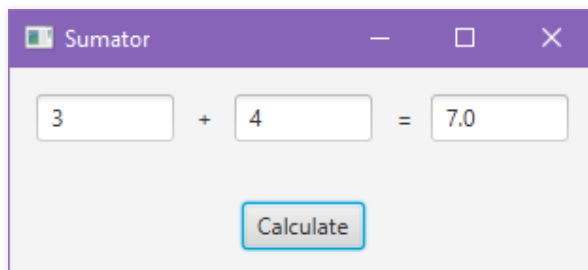 Sumator
3 + 4 = 7.0
Calculate